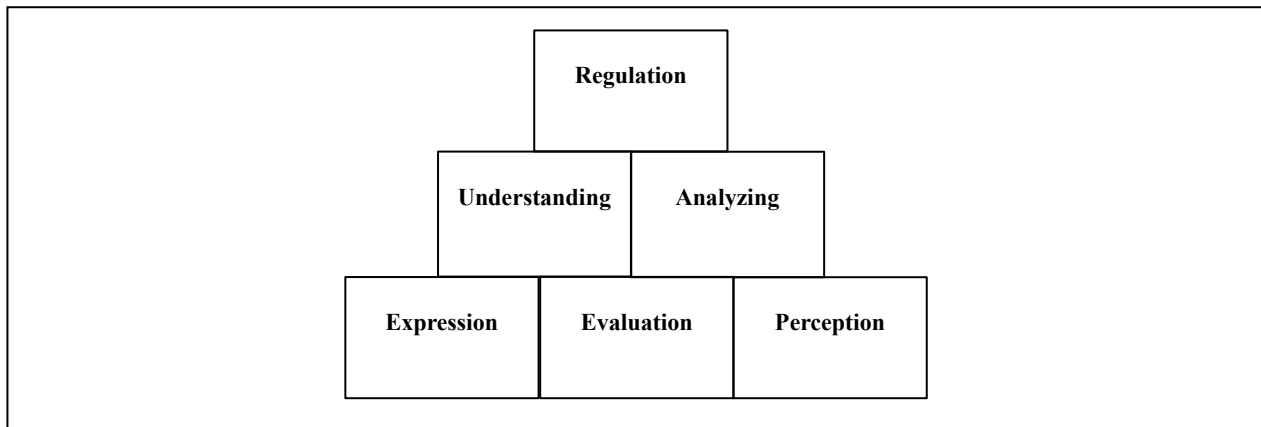 Regulation
Understanding Analyzing
Expression Evaluation Perception